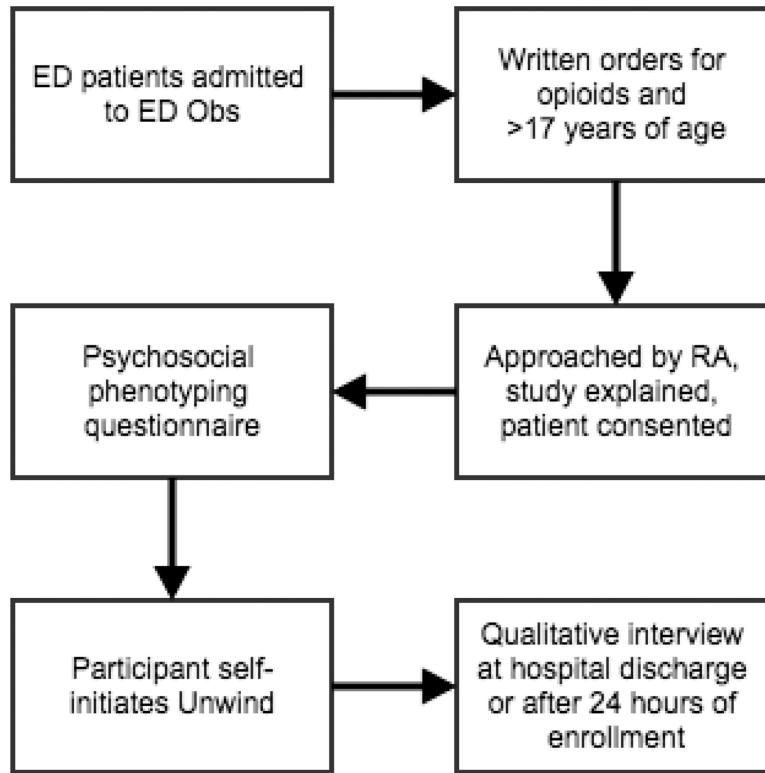 ED patients admitted
to ED Obs
Written orders for
opioids and
>17 years of age
Approached by RA,
study explained,
patient consented
Psychosocial
phenotyping
questionnaire
Participant self-
initiates Unwind
Qualitative interview
at hospital discharge
or after 24 hours of
enrollment